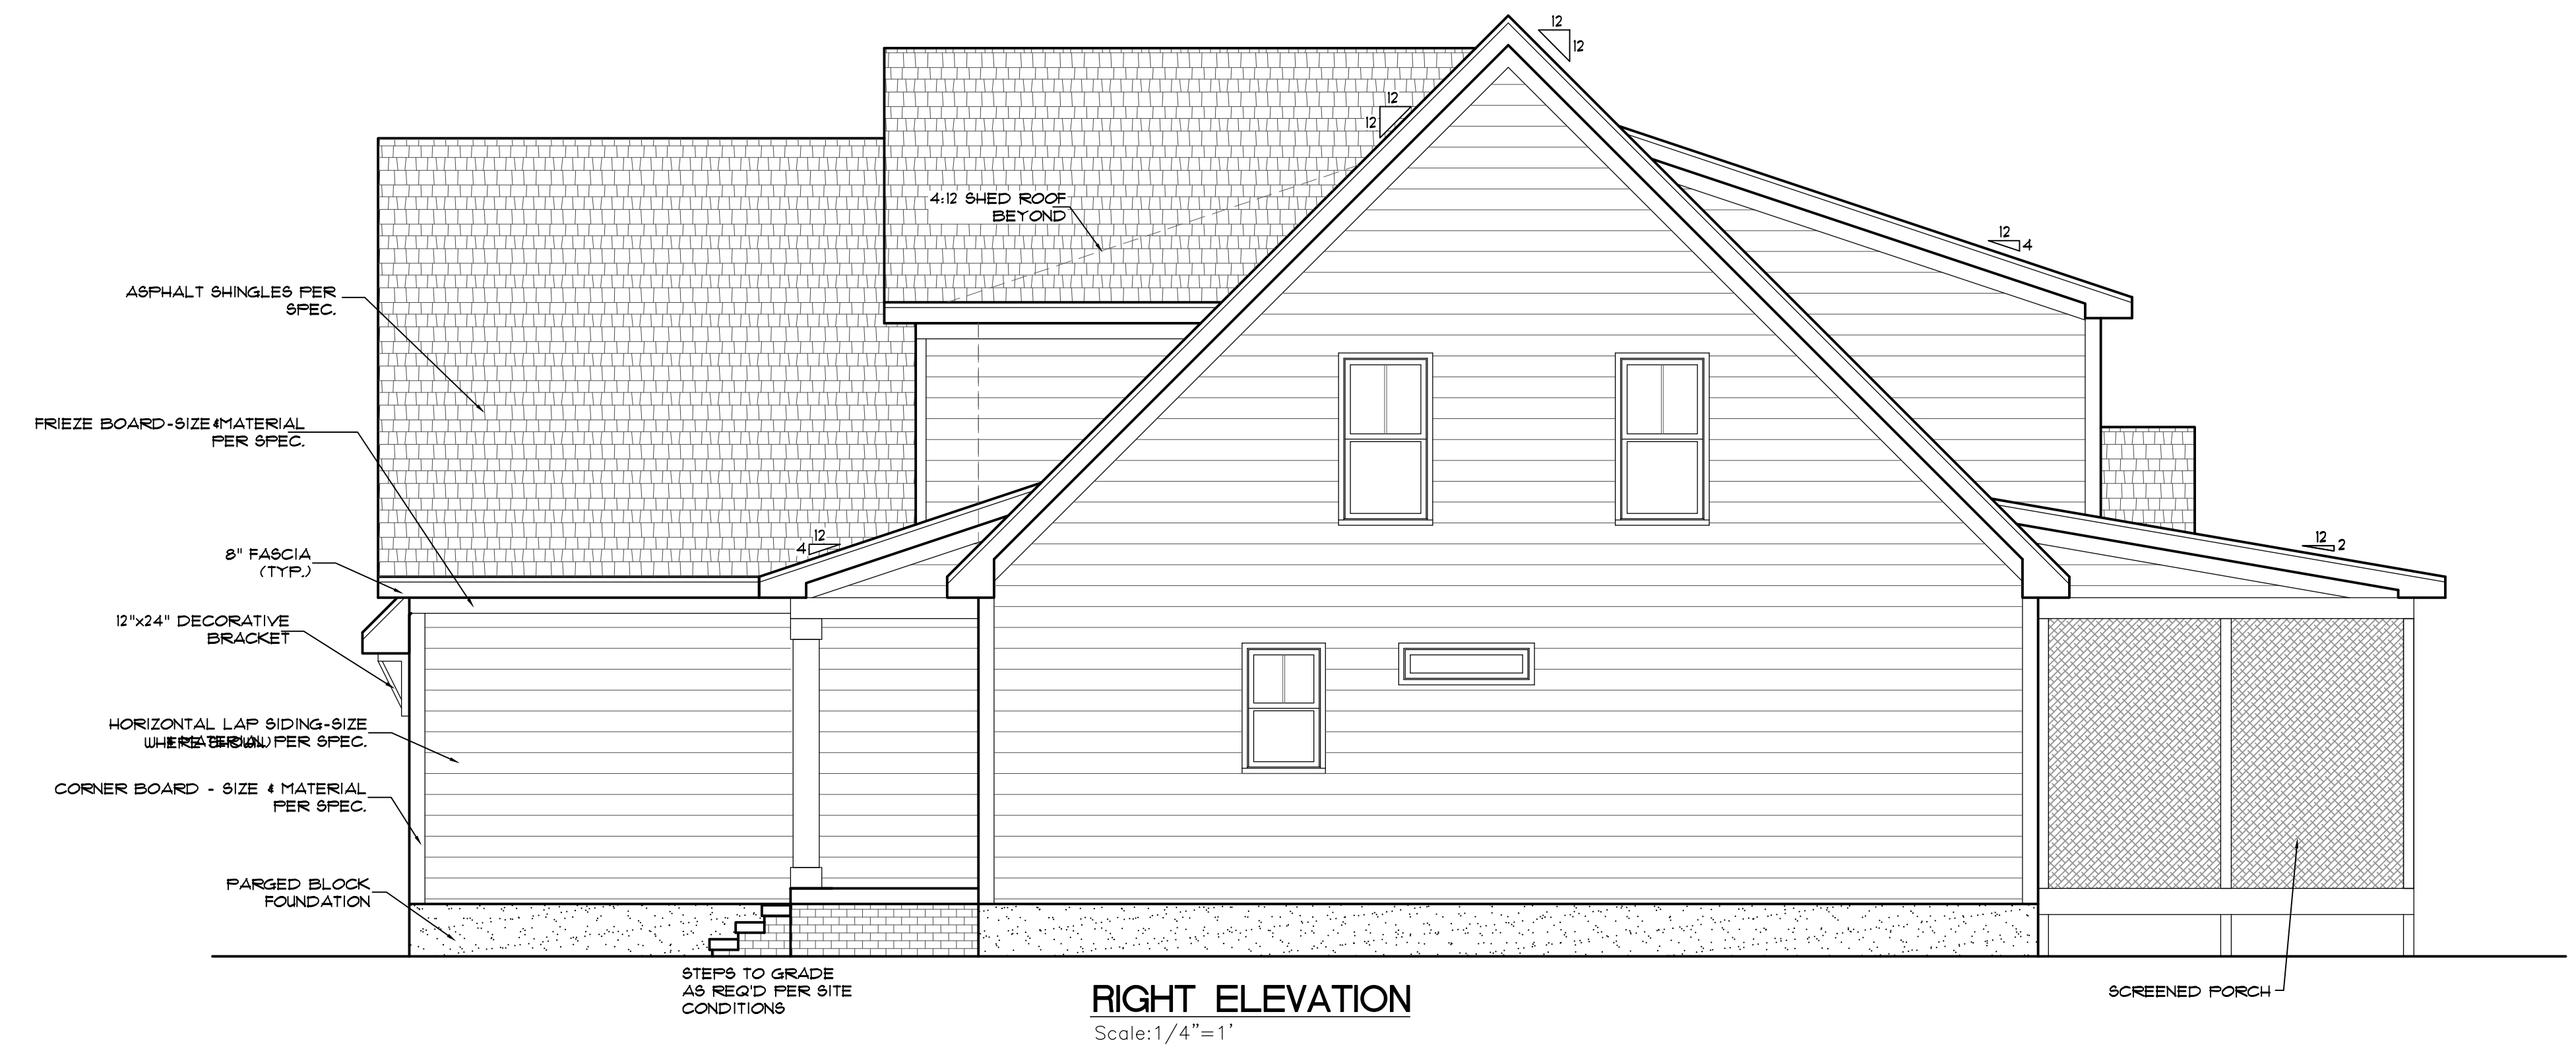 12
12
12
12
4:12 SHED ROOF
BEYOND
12
4
ASPHALT SHINGLES PER
SPEC.
FRIEZE BOARD-SIZE&MATERIAL
PER SPEC.
12
4
12
2
8" FASCIA
(TYP.)
12"x24" DECORATIVE
BRACKET
HORIZONTAL LAP SIDING-SIZE
PER SPEC.
CORNER BOARD - SIZE & MATERIAL
PER SPEC.
PARGED BLOCK
FOUNDATION
STEPS TO GRADE
AS REQ'D PER SITE
CONDITIONS
SCREENED PORCH
RIGHT ELEVATION
Scale:1/4"=1'